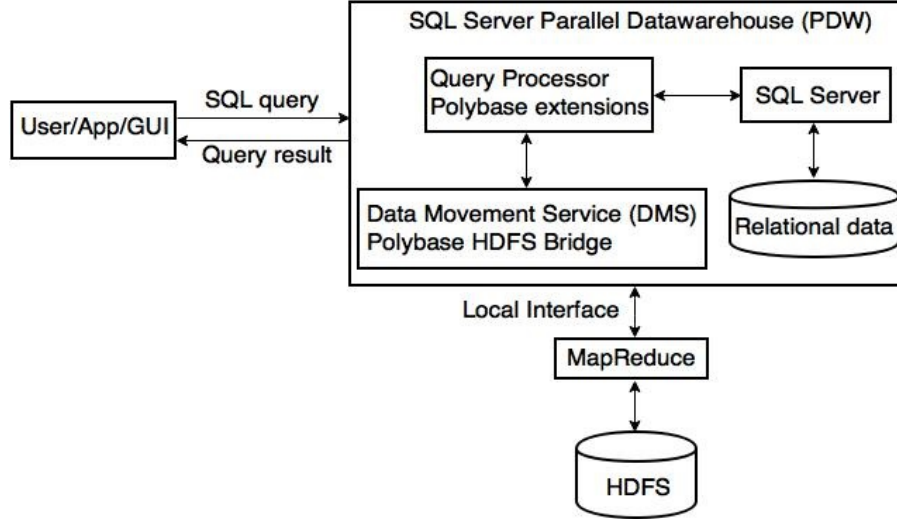 SQL Server Parallel Datawarehouse (PDW)
Query Processor
Polybase extensions
SQL Server
SQL query
User/App/GUI
Query result
Data Movement Service (DMS)
Polybase HDFS Bridge
Relational data
Local Interface
MapReduce
HDFS